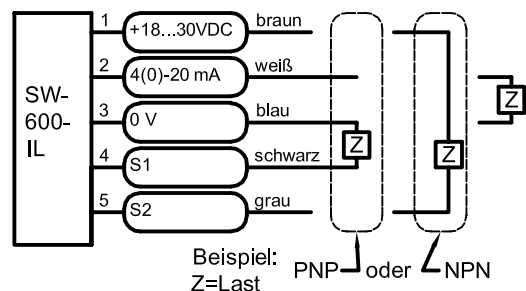 1 +18...30VDC braun
2 4(0)-20 mA weiß
SW-
600-
IL
3 0 V blau
4 S1 schwarz
5 S2 grau
Z
Z
Z
Beispiel:
Z=Last
PNP oder NPN